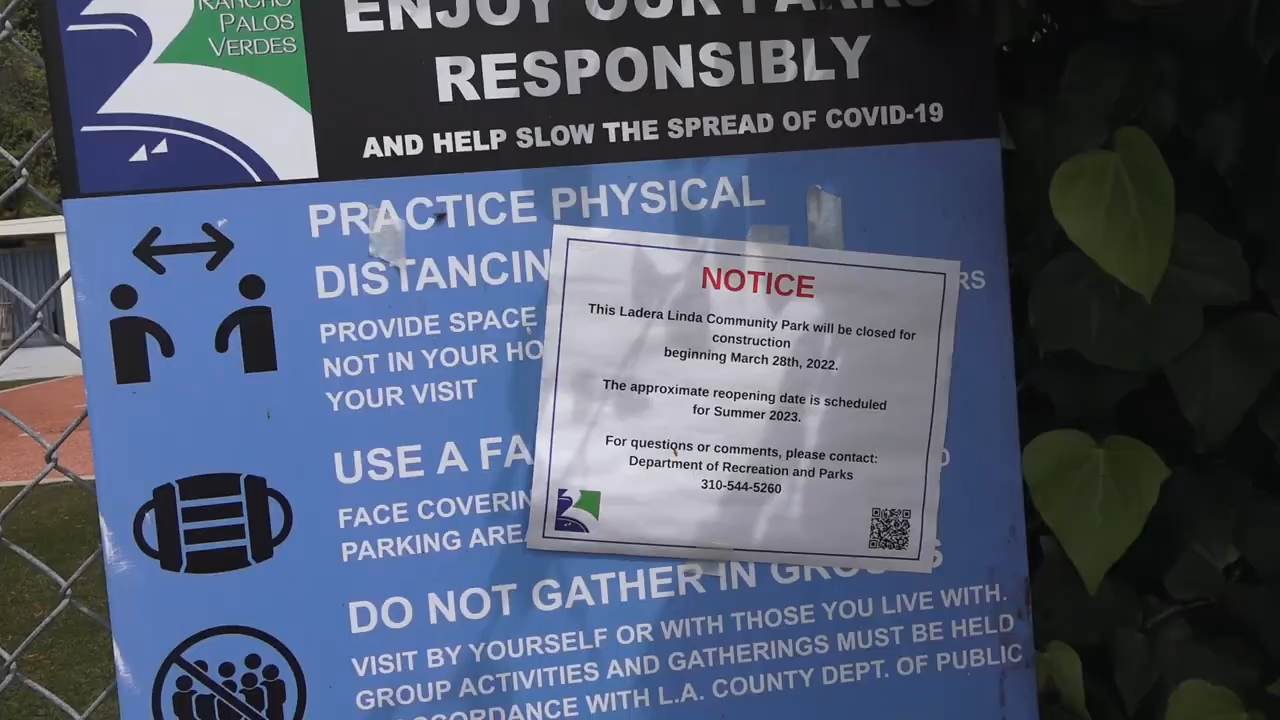 RANCHO
PALOS
VERDES
ENJOY OUR PARKS
RESPONSIBLY
AND HELP SLOW THE SPREAD OF COVID-19
PRACTICE PHYSICAL
DISTANCIN
RS
PROVIDE SPACE
NOT IN YOUR HO
YOUR VISIT
USE A FA
FACE COVERIN
PARKING AREA
DO NOT GATHER IN GROUPS
VISIT BY YOURSELF OR WITH THOSE YOU LIVE WITH.
GROUP ACTIVITIES AND GATHERINGS MUST BE HELD
ACCORDANCE WITH L.A. COUNTY DEPT. OF PUBLIC
NOTICE
This Ladera Linda Community Park will be closed for
construction
beginning March 28th, 2022.
The approximate reopening date is scheduled
for Summer 2023.
For questions or comments, please contact:
Department of Recreation and Parks
310-544-5260